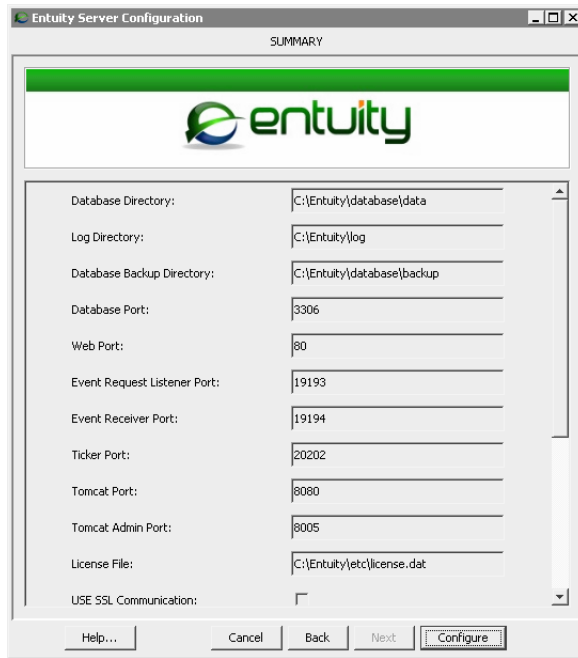 Entuity Server Configuration
SUMMARY
entuity
Database Directory: C:\Entuity\database\data
Log Directory: C:\Entuity\log
Database Backup Directory: C:\Entuity\database\backup
Database Port: 3306
Web Port: 80
Event Request Listener Port: 19193
Event Receiver Port: 19194
Ticker Port: 20202
Tomcat Port: 8080
Tomcat Admin Port: 8005
License File: C:\Entuity\etc\license.dat
USE SSL Communication:
Help... Cancel Back Next Configure